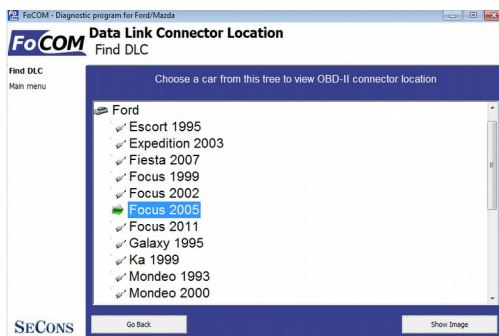 FoCOM - Diagnostic program for Ford/Mazda
FoCOM
Data Link Connector Location
Find DLC
Find DLC
Main menu
Choose a car from this tree to view OBD-II connector location
Ford
Escort 1995
Expedition 2003
Fiesta 2007
Focus 1999
Focus 2002
Focus 2005
Focus 2011
Galaxy 1995
Ka 1999
Mondeo 1993
Mondeo 2000
SECONS
Go Back
Show Image